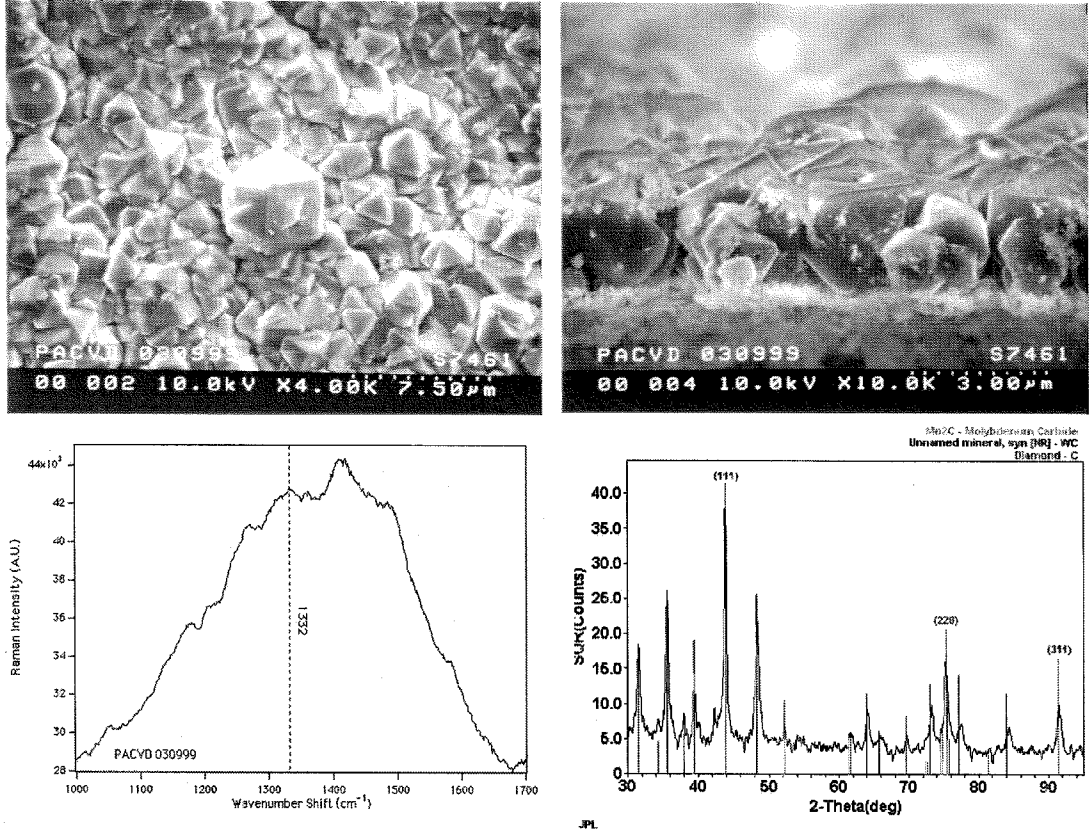 PACVD 030999 S7461
00 002 10.0kV X4.00K 7.50µm
PACVD 030999 S7461
00 004 10.0kV X10.0K 3.00µm
44x10³
42
40
38
36
34
32
30
28
1000 1100 1200 1300 1400 1500 1600 1700
Raman Intensity (A.U.)
Wavenumber Shift (cm⁻¹)
1332
PACVD 030999
Mo2C - Molybdenum Carbide
Unnamed mineral, syn [NR] - WC
Diamond - C
(111)
(220)
(311)
40.0
35.0
30.0
25.0
20.0
15.0
10.0
5.0
0
30 40 50 60 70 80 90
SQR(Counts)
2-Theta(deg)
JPL